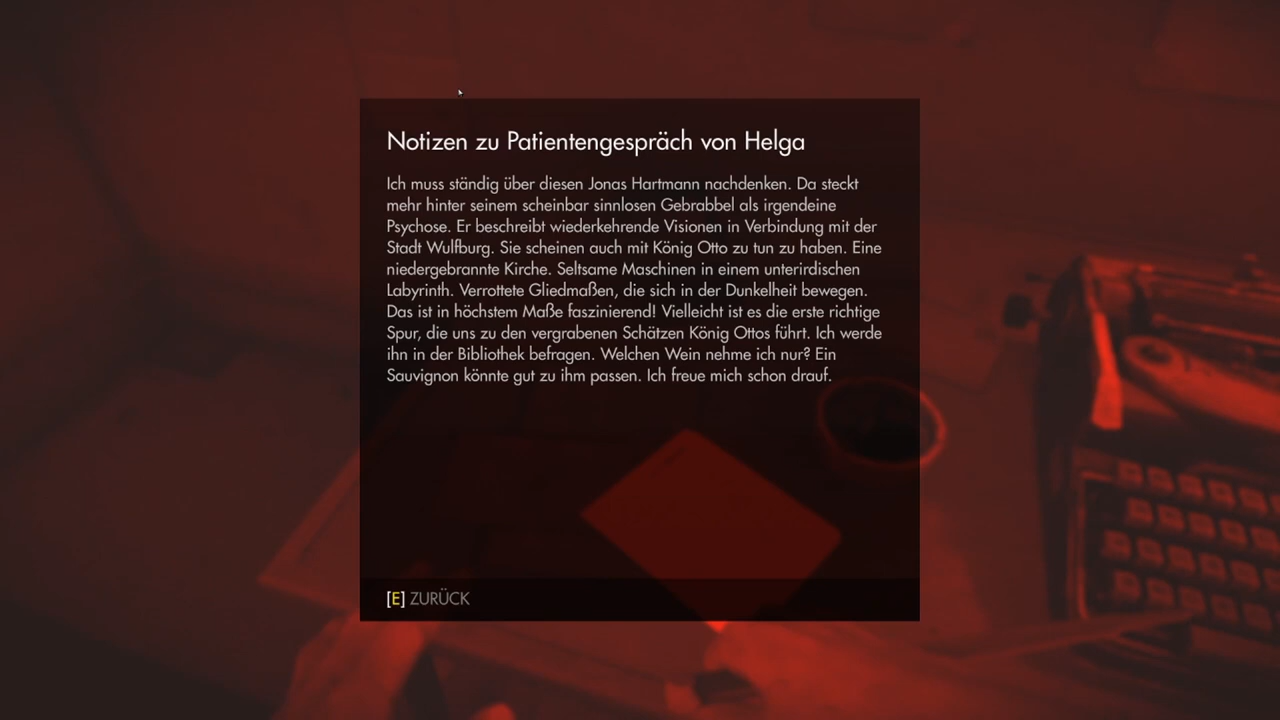 Notizen zu Patientengespräch von Helga
Ich muss ständig über diesen Jonas Hartmann nachdenken. Da steckt
mehr hinter seinem scheinbar sinnlosen Gebrabbel als irgendeine
Psychose. Er beschreibt wiederkehrende Visionen in Verbindung mit der
Stadt Wulfburg. Sie scheinen auch mit König Otto zu tun zu haben. Eine
niedergebrannte Kirche. Seltsame Maschinen in einem unterirdischen
Labyrinth. Verrottete Gliedmaßen, die sich in der Dunkelheit bewegen.
Das ist in höchstem Maße faszinierend! Vielleicht ist es die erste richtige
Spur, die uns zu den vergrabenen Schätzen König Ottos führt. Ich werde
ihn in der Bibliothek befragen. Welchen Wein nehme ich nur? Ein
Sauvignon könnte gut zu ihm passen. Ich freue mich schon drauf.
[E] ZURÜCK